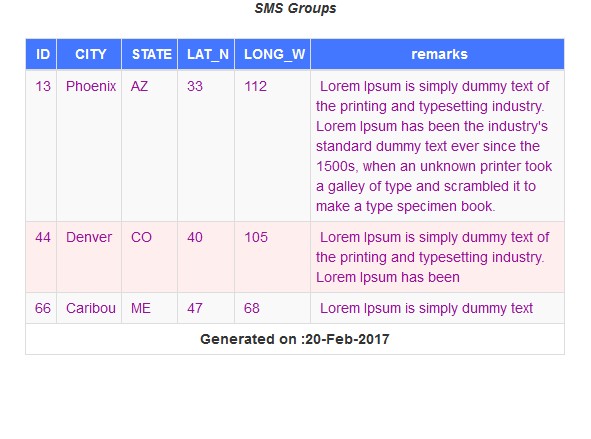 SMS Groups
ID CITY STATE LAT_N LONG_W remarks
13 Phoenix AZ 33 112 Lorem Ipsum is simply dummy text of
the printing and typesetting industry.
Lorem Ipsum has been the industry's
standard dummy text ever since the
1500s, when an unknown printer took
a galley of type and scrambled it to
make a type specimen book.
44 Denver CO 40 105 Lorem Ipsum is simply dummy text of
the printing and typesetting industry.
Lorem Ipsum has been
66 Caribou ME 47 68 Lorem Ipsum is simply dummy text
Generated on :20-Feb-2017